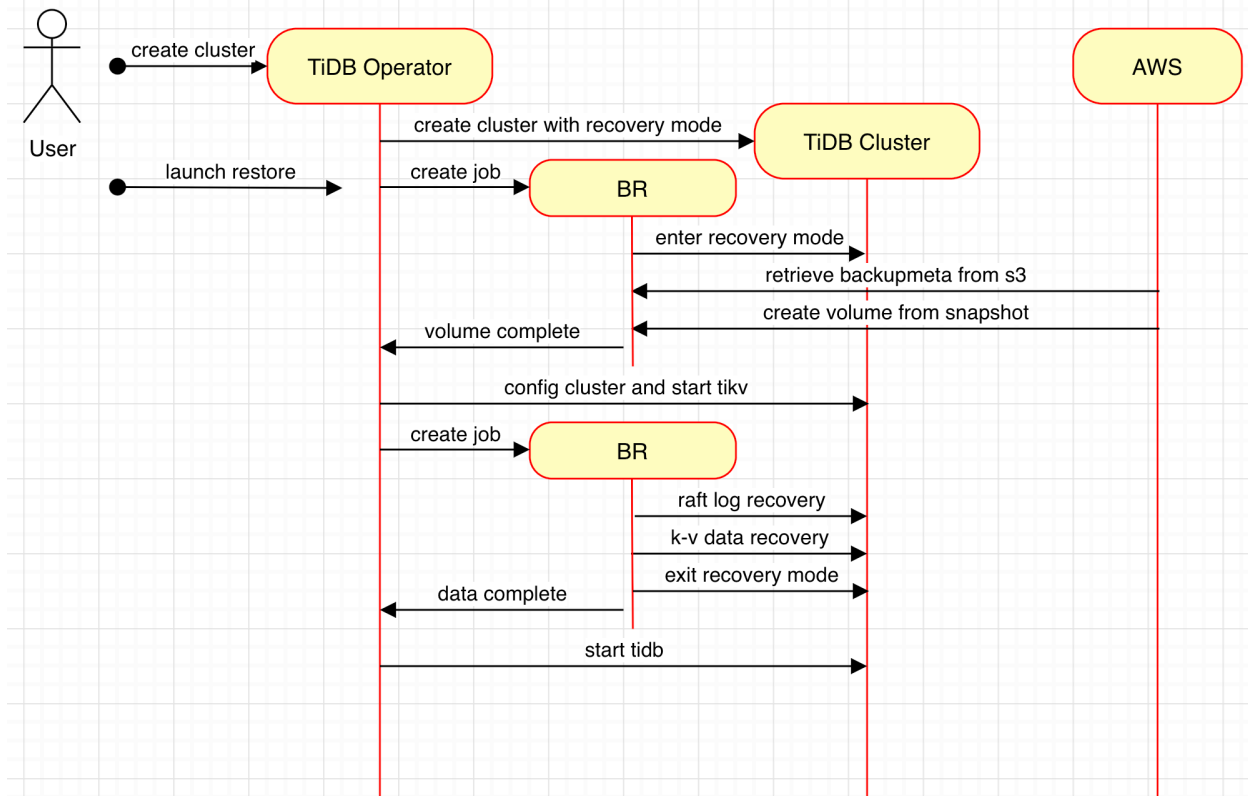 create cluster
TiDB Operator
AWS
create cluster with recovery mode
TiDB Cluster
User
launch restore
create job
BR
enter recovery mode
retrieve backupmeta from s3
create volume from snapshot
volume complete
config cluster and start tikv
create job
BR
raft log recovery
k-v data recovery
exit recovery mode
data complete
start tidb